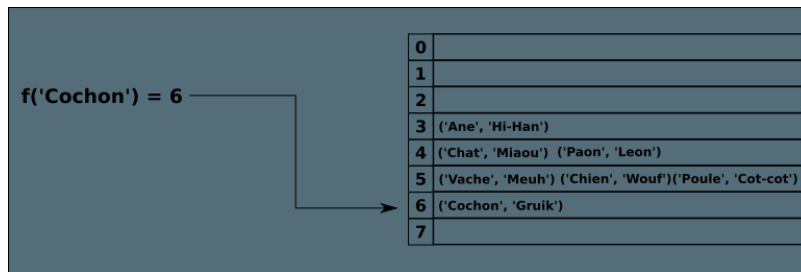 f('Cochon') = 6
0
1
2
3 ('Ane', 'Hi-Han')
4 ('Chat', 'Miaou') ('Paon', 'Leon')
5 ('Vache', 'Meuh') ('Chien', 'Wouf')('Poule', 'Cot-cot')
6 ('Cochon', 'Gruik')
7